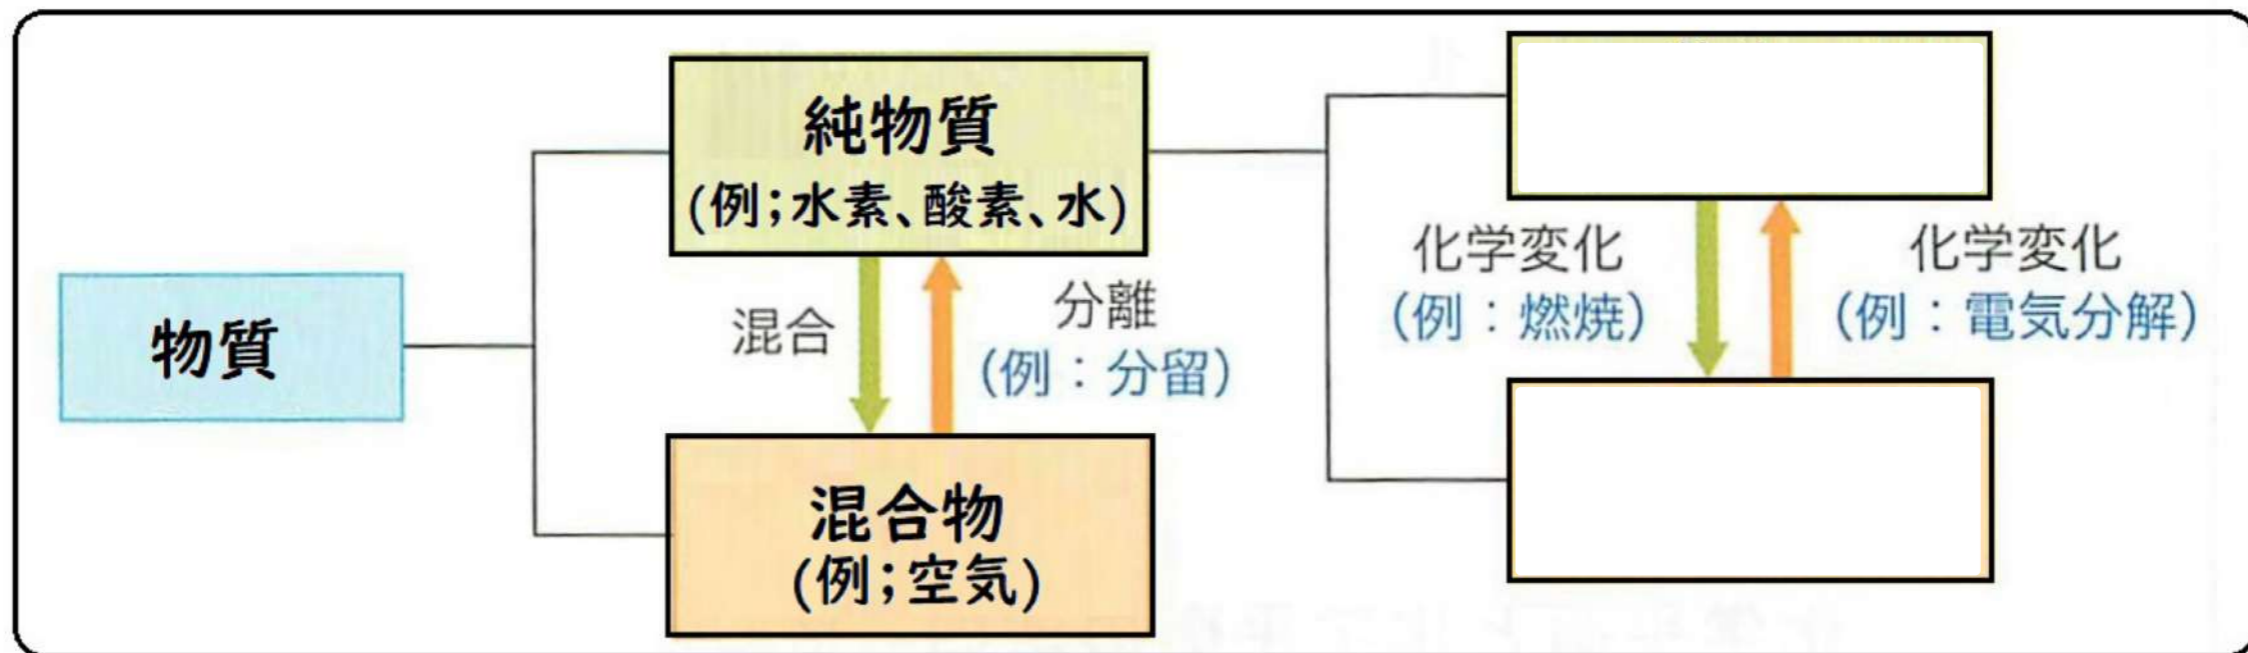 物質
純物質
(例;水素、酸素、水)
混合
分離
(例：分留)
混合物
(例;空気)
化学変化
(例：燃焼)
化学変化
(例：電気分解)